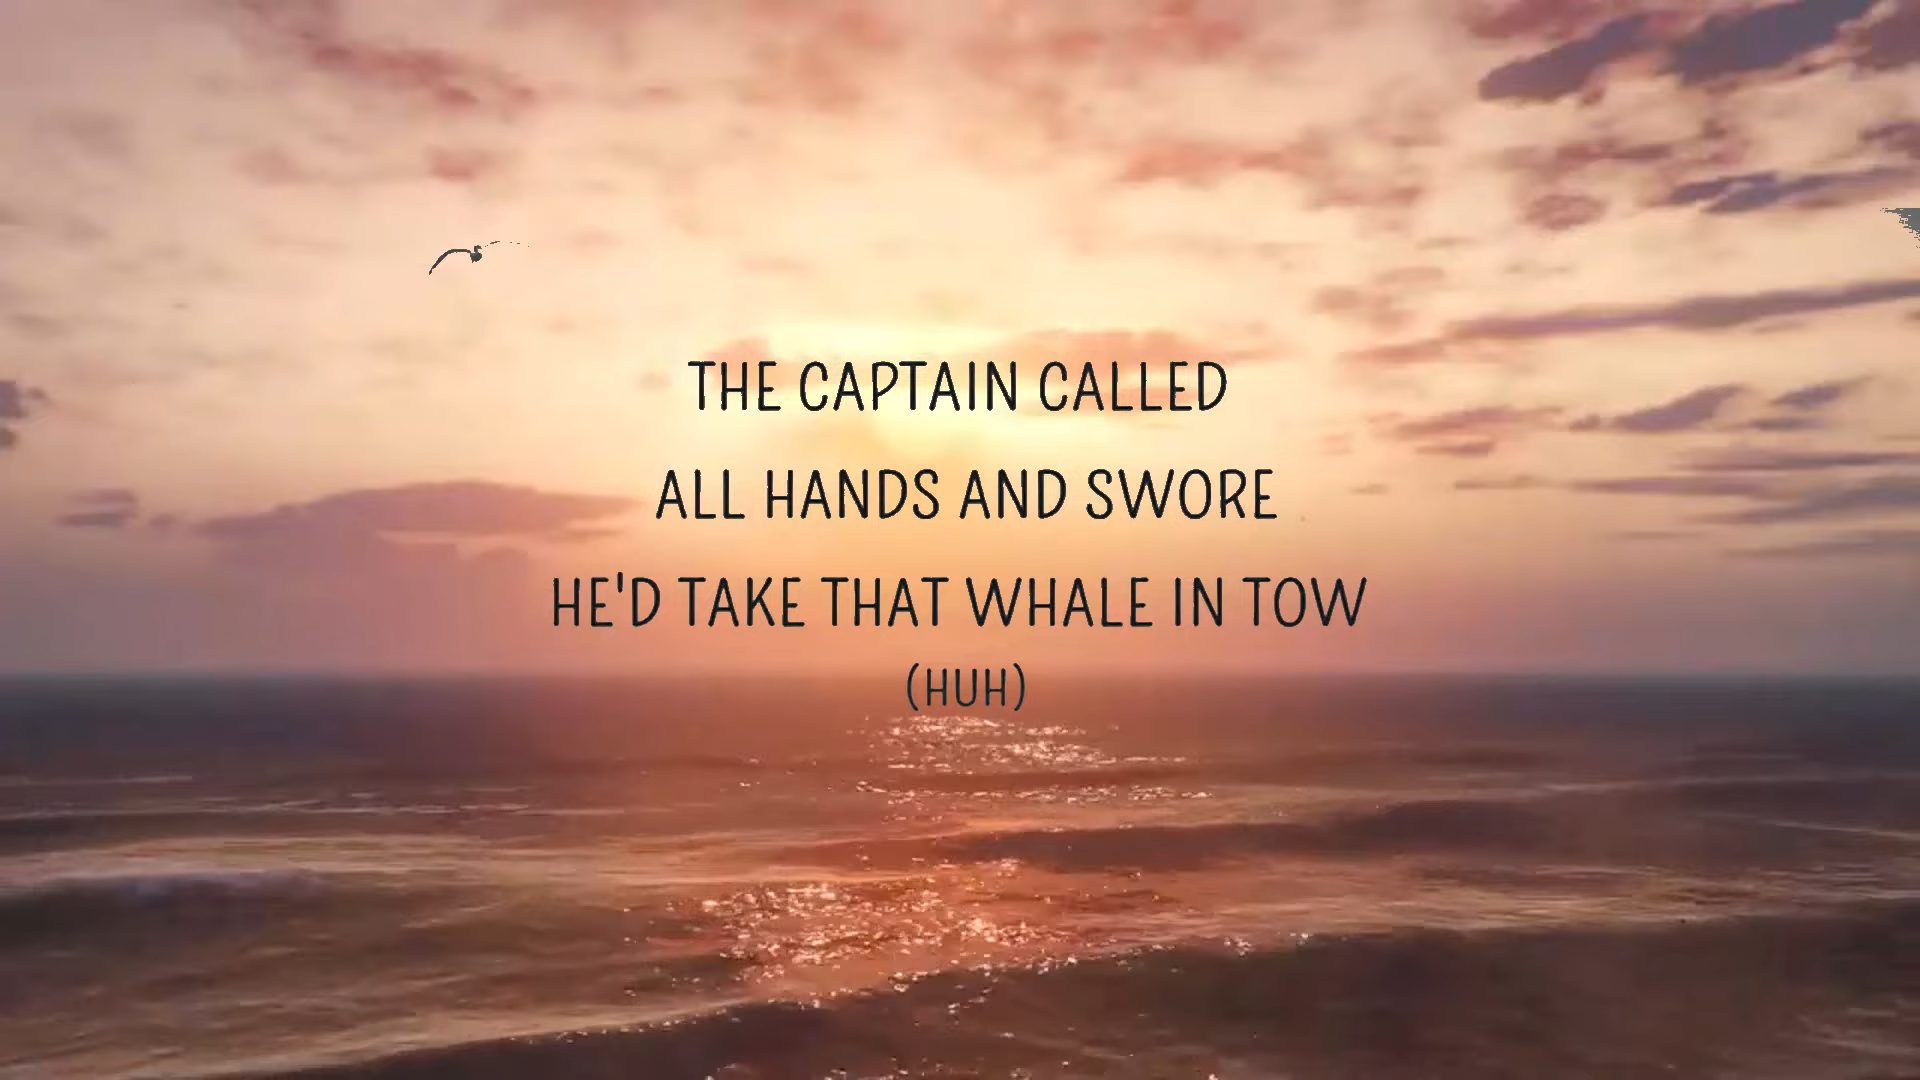 THE CAPTAIN CALLED
ALL HANDS AND SWORE
HE'D TAKE THAT WHALE IN TOW
(HUH)